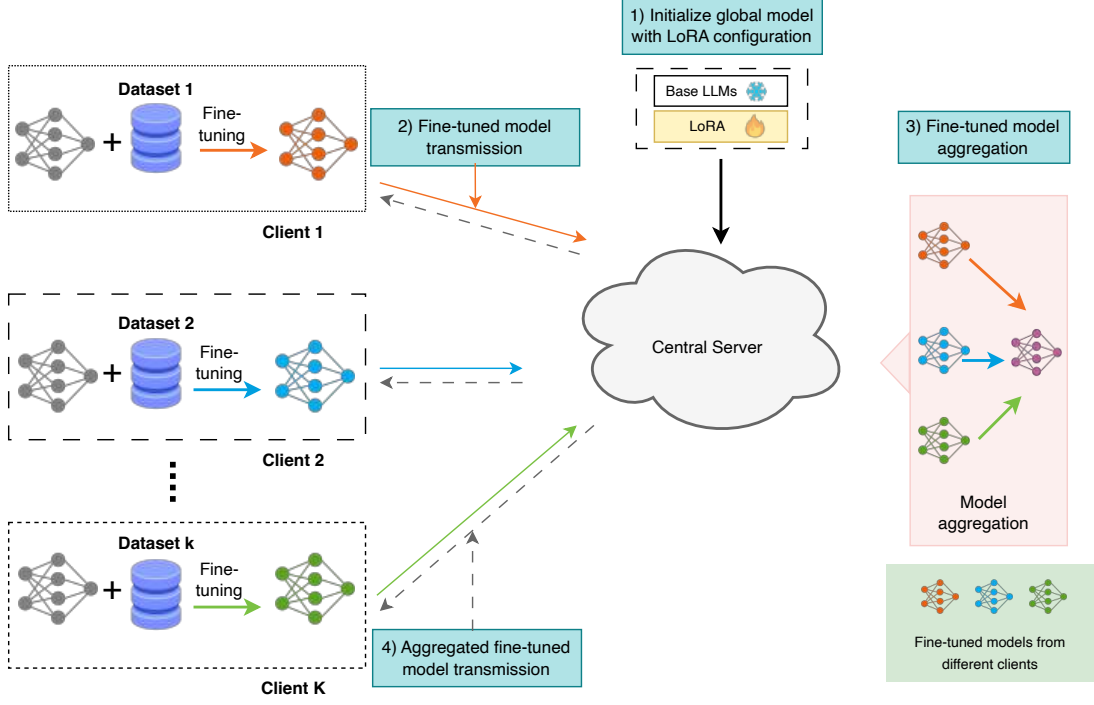 1) Initialize global model
with LoRA configuration
Base LLMs
LoRA
Dataset 1
Fine-
tuning
Client 1
2) Fine-tuned model
transmission
3) Fine-tuned model
aggregation
Dataset 2
Fine-
tuning
Client 2
Central Server
Model
aggregation
Dataset k
Fine-
tuning
Client K
4) Aggregated fine-tuned
model transmission
Fine-tuned models from
different clients